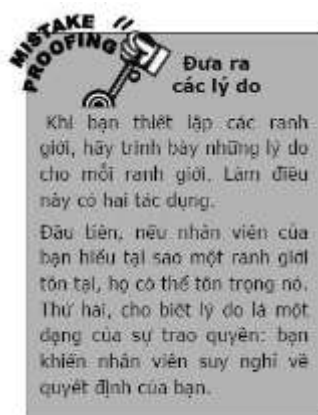 MISTAKE
PROOFING
Đưa ra
các lý do
Khi bạn thiết lập các ranh
giới, hãy trình bày những lý do
cho mỗi ranh giới. Làm điều
này có hai tác dụng.
Đầu tiên, nếu nhân viên của
bạn hiểu tại sao một ranh giới
tồn tại, họ có thể tôn trọng nó.
Thứ hai, cho biết lý do là một
dạng của sự trao quyền: bạn
khiến nhân viên suy nghĩ về
quyết định của bạn.